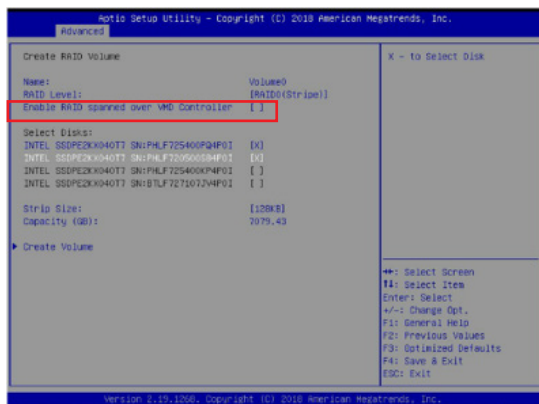 Aptio Setup Utility - Copyright (C) 2018 American Megatrends, Inc.
Advanced
Create RAID Volume
Name: Volume0
RAID Level: [RAID0(Stripe)]
Enable RAID spanned over VMD Controller [ ]
Select Disks:
INTEL SSDPE2KX040T7 SN:PHLF725400PQ4P0I [X]
INTEL SSDPE2KX040T7 SN:PHLF720500S84P0I [X]
INTEL SSDPE2KX040T7 SN:PHLF725400KP4P0I [ ]
INTEL SSDPE2KX040T7 SN:BTLF727107JV4P0I [ ]
Strip Size: [128KB]
Capacity (GB): 7079.43
Create Volume
X - to Select Disk
→←: Select Screen
↑↓: Select Item
Enter: Select
+/-: Change Opt.
F1: General Help
F2: Previous Values
F3: Optimized Defaults
F4: Save & Exit
ESC: Exit
Version 2.19.1268. Copyright (C) 2018 American Megatrends, Inc.